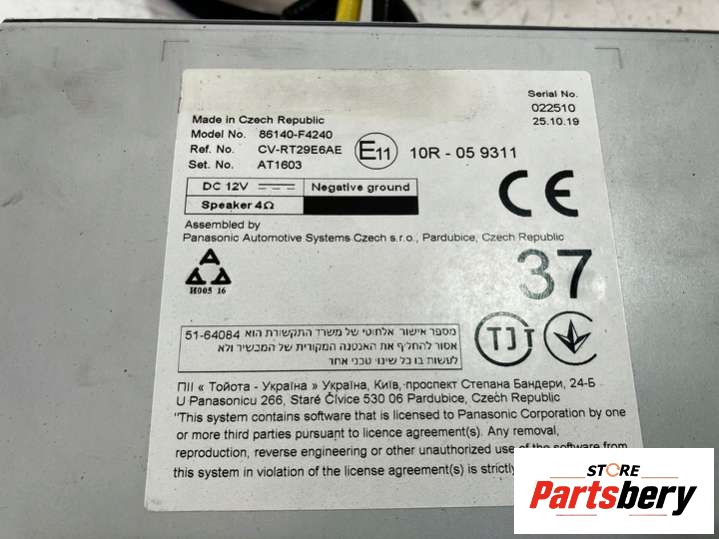 Serial No.
022510
25.10.19
Made in Czech Republic
Model No. 86140-F4240
Ref. No. CV-RT29E6AE
Set. No. AT1603
E11 10R - 05 9311
DC 12V Negative ground
Speaker 4Ω
CE
Assembled by
Panasonic Automotive Systems Czech s.r.o., Pardubice, Czech Republic
H005 16
37
51-64084 מספר אישור אלחוטי של משרד התקשורת הוא
אסור להחליף את האנטנה המקורית של המכשיר ולא
לעשות בו כל שינוי טכני אחר
ПІІ « Тойота - Україна » Україна, Київ, проспект Степана Бандери, 24-Б
U Panasonicu 266, Staré Čívice 530 06 Pardubice, Czech Republic
"This system contains software that is licensed to Panasonic Corporation by one
or more third parties pursuant to licence agreement(s). Any removal,
reproduction, reverse engineering or other unauthorized use of the software from
this system in violation of the license agreement(s) is strictly
STORE
Partsbery